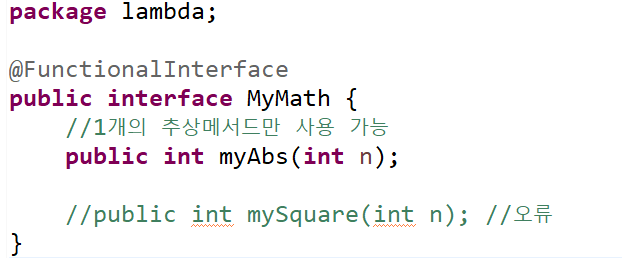 package lambda;
@FunctionalInterface
public interface MyMath {
//1개의 추상메서드만 사용 가능
public int myAbs(int n);
//public int mySquare(int n); //오류
}